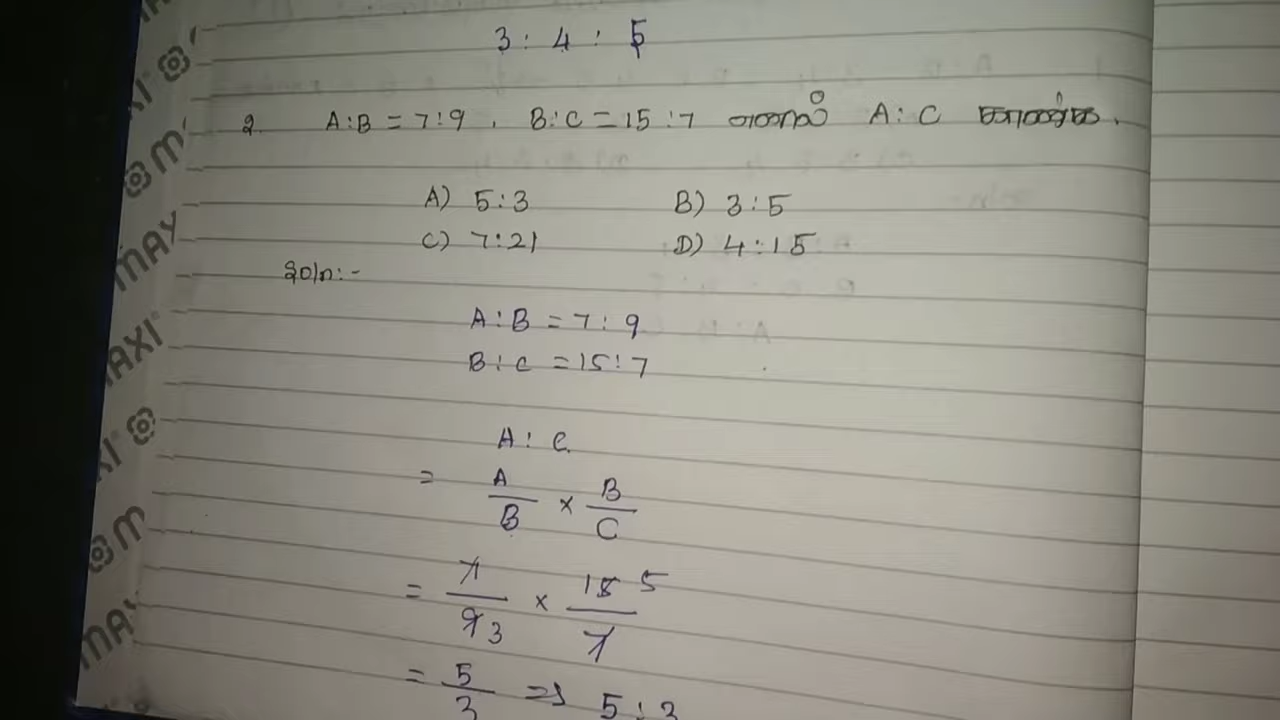 3 : 4 : 5
2. A:B = 7:9 . B:C = 15:7 எனில் A:C காண்க.
A) 5:3 B) 3:5
C) 7:21 D) 4:15
Soln:-
A:B = 7:9
B:C = 15:7
A : C
= A/B × B/C
= 7/9 3 × 15 5/7
= 5/3 => 5:3
MAXI